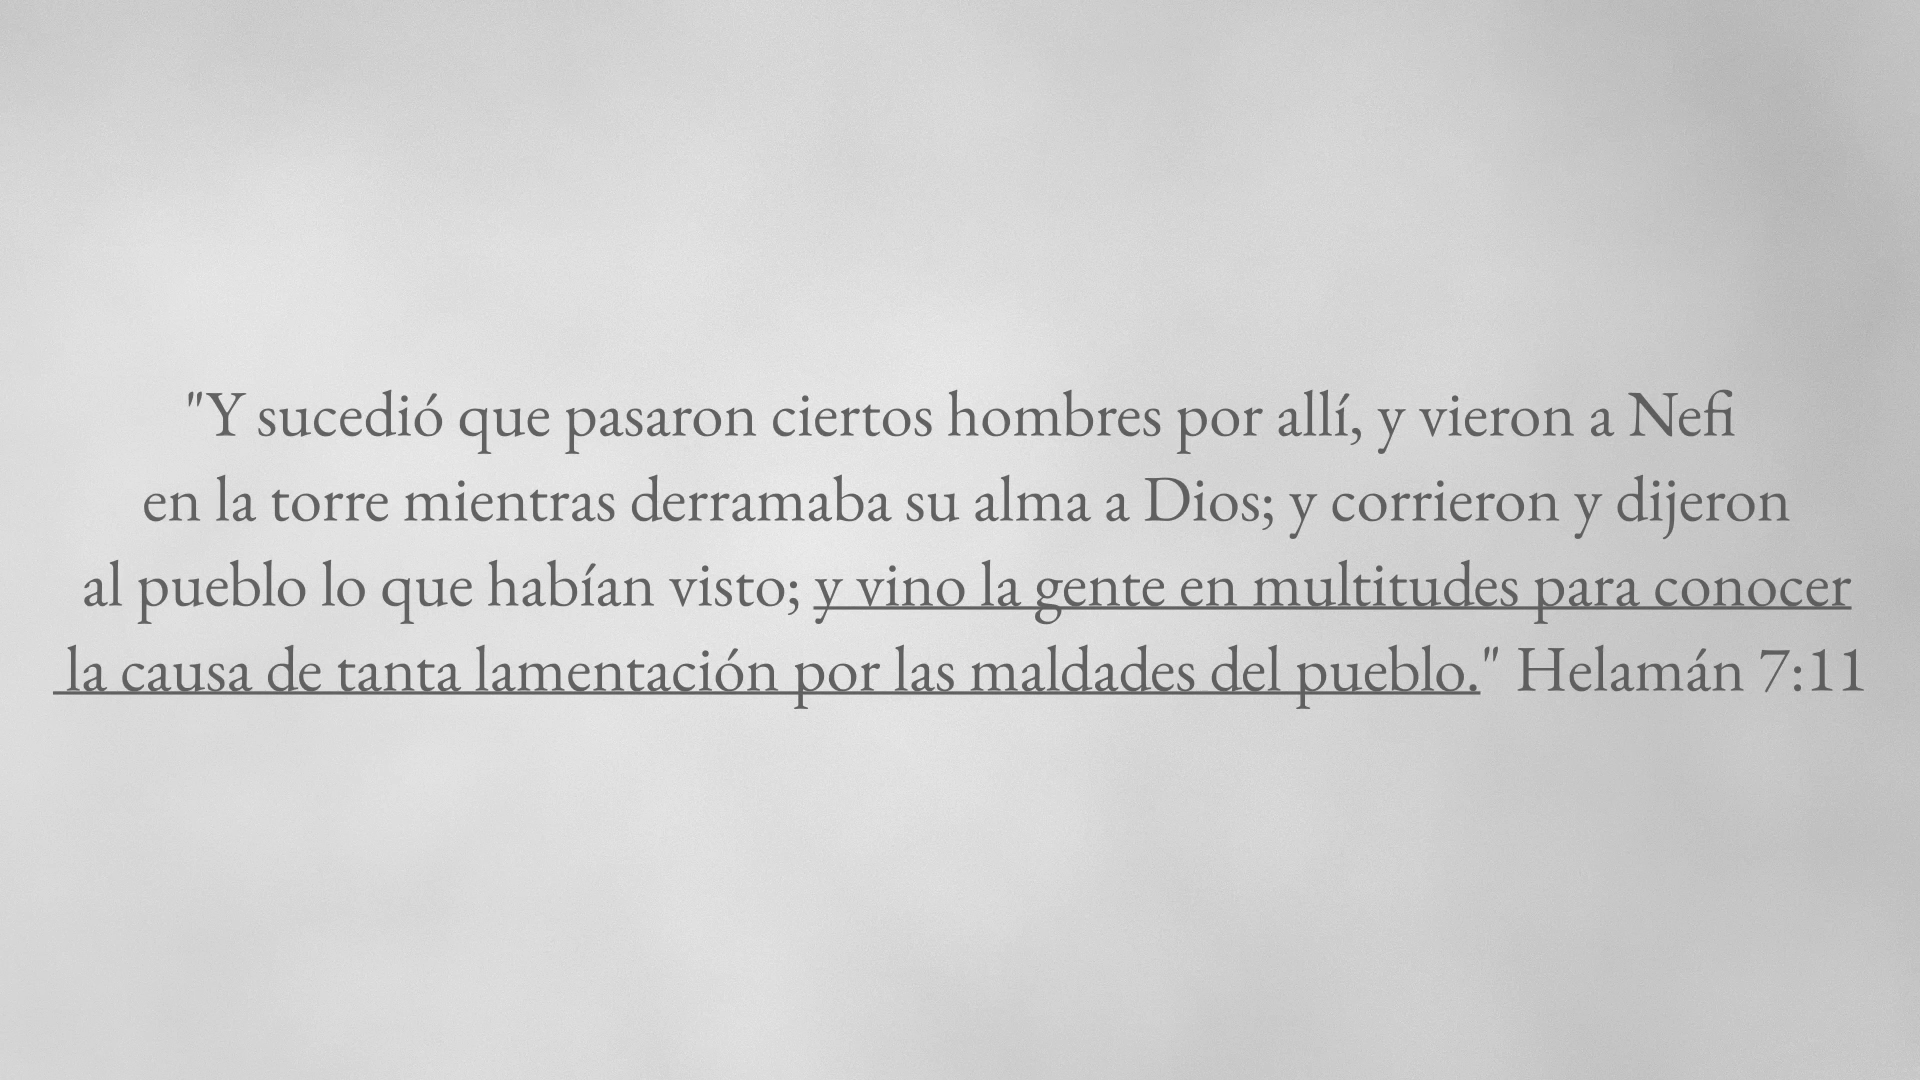 "Y sucedió que pasaron ciertos hombres por allí, y vieron a Nefi
en la torre mientras derramaba su alma a Dios; y corrieron y dijeron
al pueblo lo que habían visto; y vino la gente en multitudes para conocer
la causa de tanta lamentación por las maldades del pueblo." Helamán 7:11